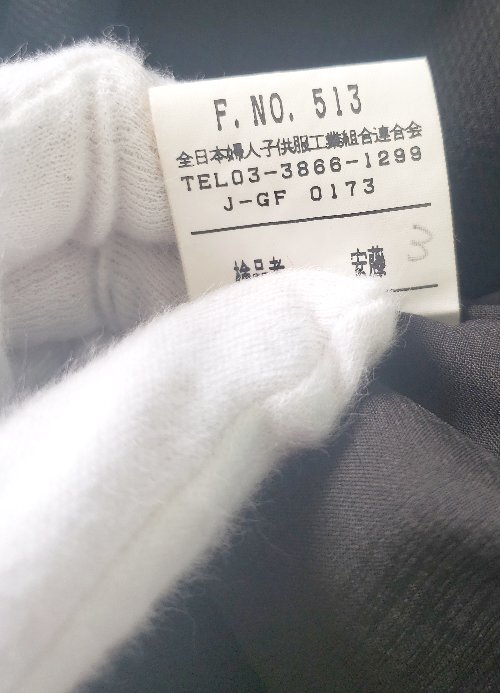 F. NO. 513
全日本婦人子供服工業組合連合会
TEL03-3866-1299
J-GF 0173
検品者 安藤 3